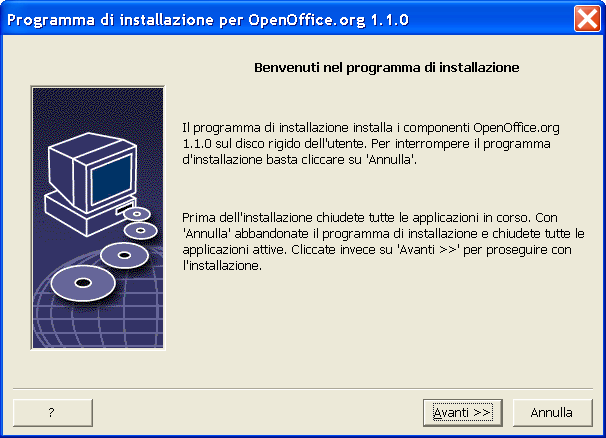 Programma di installazione per OpenOffice.org 1.1.0
Benvenuti nel programma di installazione
Il programma di installazione installa i componenti OpenOffice.org
1.1.0 sul disco rigido dell'utente. Per interrompere il programma
d'installazione basta cliccare su 'Annulla'.
Prima dell'installazione chiudete tutte le applicazioni in corso. Con
'Annulla' abbandonate il programma di installazione e chiudete tutte le
applicazioni attive. Cliccate invece su 'Avanti >>' per proseguire con
l'installazione.
? Avanti >> Annulla